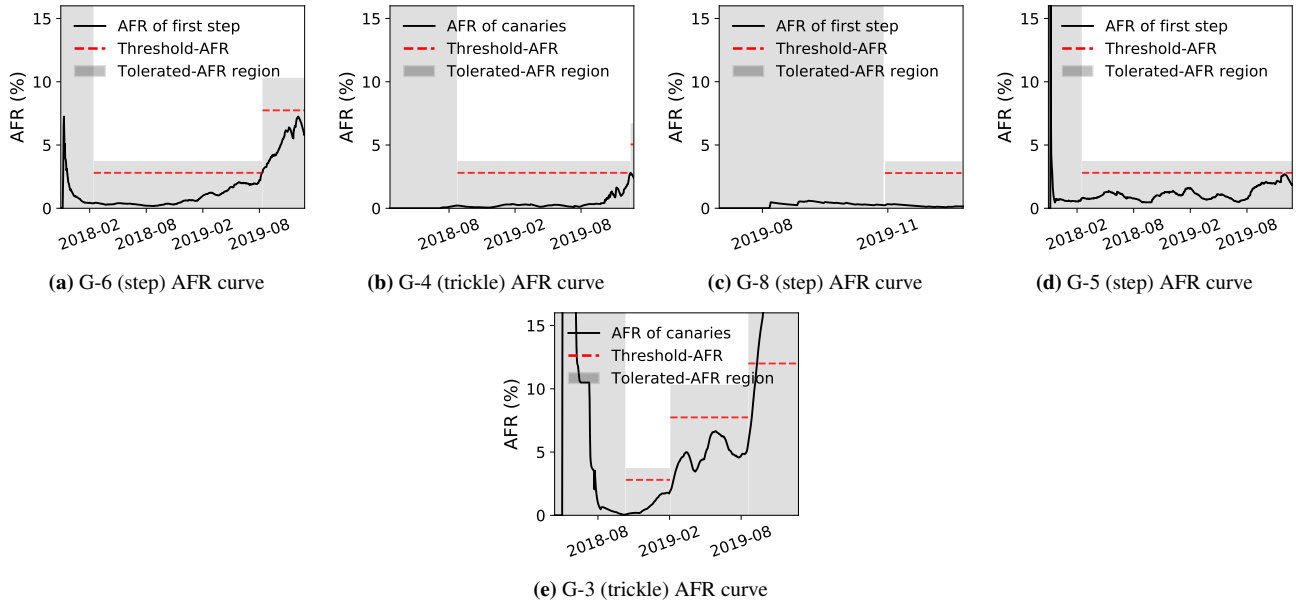 AFR (%)
15
10
5
0
AFR of first step
Threshold-AFR
Tolerated-AFR region
2018-02
2018-08
2019-02
2019-08
(a) G-6 (step) AFR curve
AFR (%)
15
10
5
0
AFR of canaries
Threshold-AFR
Tolerated-AFR region
2018-08
2019-02
2019-08
(b) G-4 (trickle) AFR curve
AFR (%)
15
10
5
0
AFR of first step
Threshold-AFR
Tolerated-AFR region
2019-08
2019-11
(c) G-8 (step) AFR curve
AFR (%)
15
10
5
0
AFR of first step
Threshold-AFR
Tolerated-AFR region
2018-02
2018-08
2019-02
2019-08
(d) G-5 (step) AFR curve
AFR (%)
15
10
5
0
AFR of canaries
Threshold-AFR
Tolerated-AFR region
2018-08
2019-02
2019-08
(e) G-3 (trickle) AFR curve